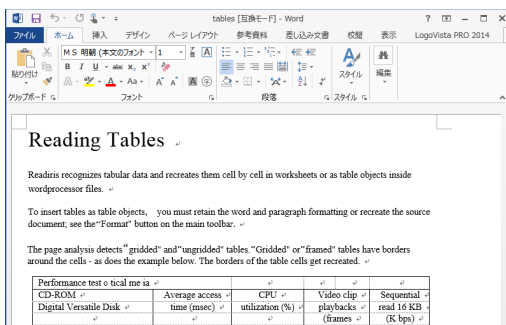 tables [互換モード] - Word
ファイル ホーム 挿入 デザイン ページ レイアウト 参考資料 差し込み文書 校閲 表示 LogoVista PRO 2014
貼り付け
MS 明朝 (本文のフォント 1
B I U abc x₂ x²
スタイル
編集
クリップボード フォント 段落 スタイル
Reading Tables
Readiris recognizes tabular data and recreates them cell by cell in worksheets or as table objects inside
wordprocessor files.
To insert tables as table objects, you must retain the word and paragraph formatting or recreate the source
document; see the“Format” button on the main toolbar.
The page analysis detects“gridded” and“ungridded” tables.“Gridded” or“framed” tables have borders
around the cells - as does the example below. The borders of the table cells get recreated.
Performance test o tical me ia
CD-ROM Average access CPU Video clip Sequential
Digital Versatile Disk time (msec) utilization (%) playbacks read 16 KB
(frames (K bps)